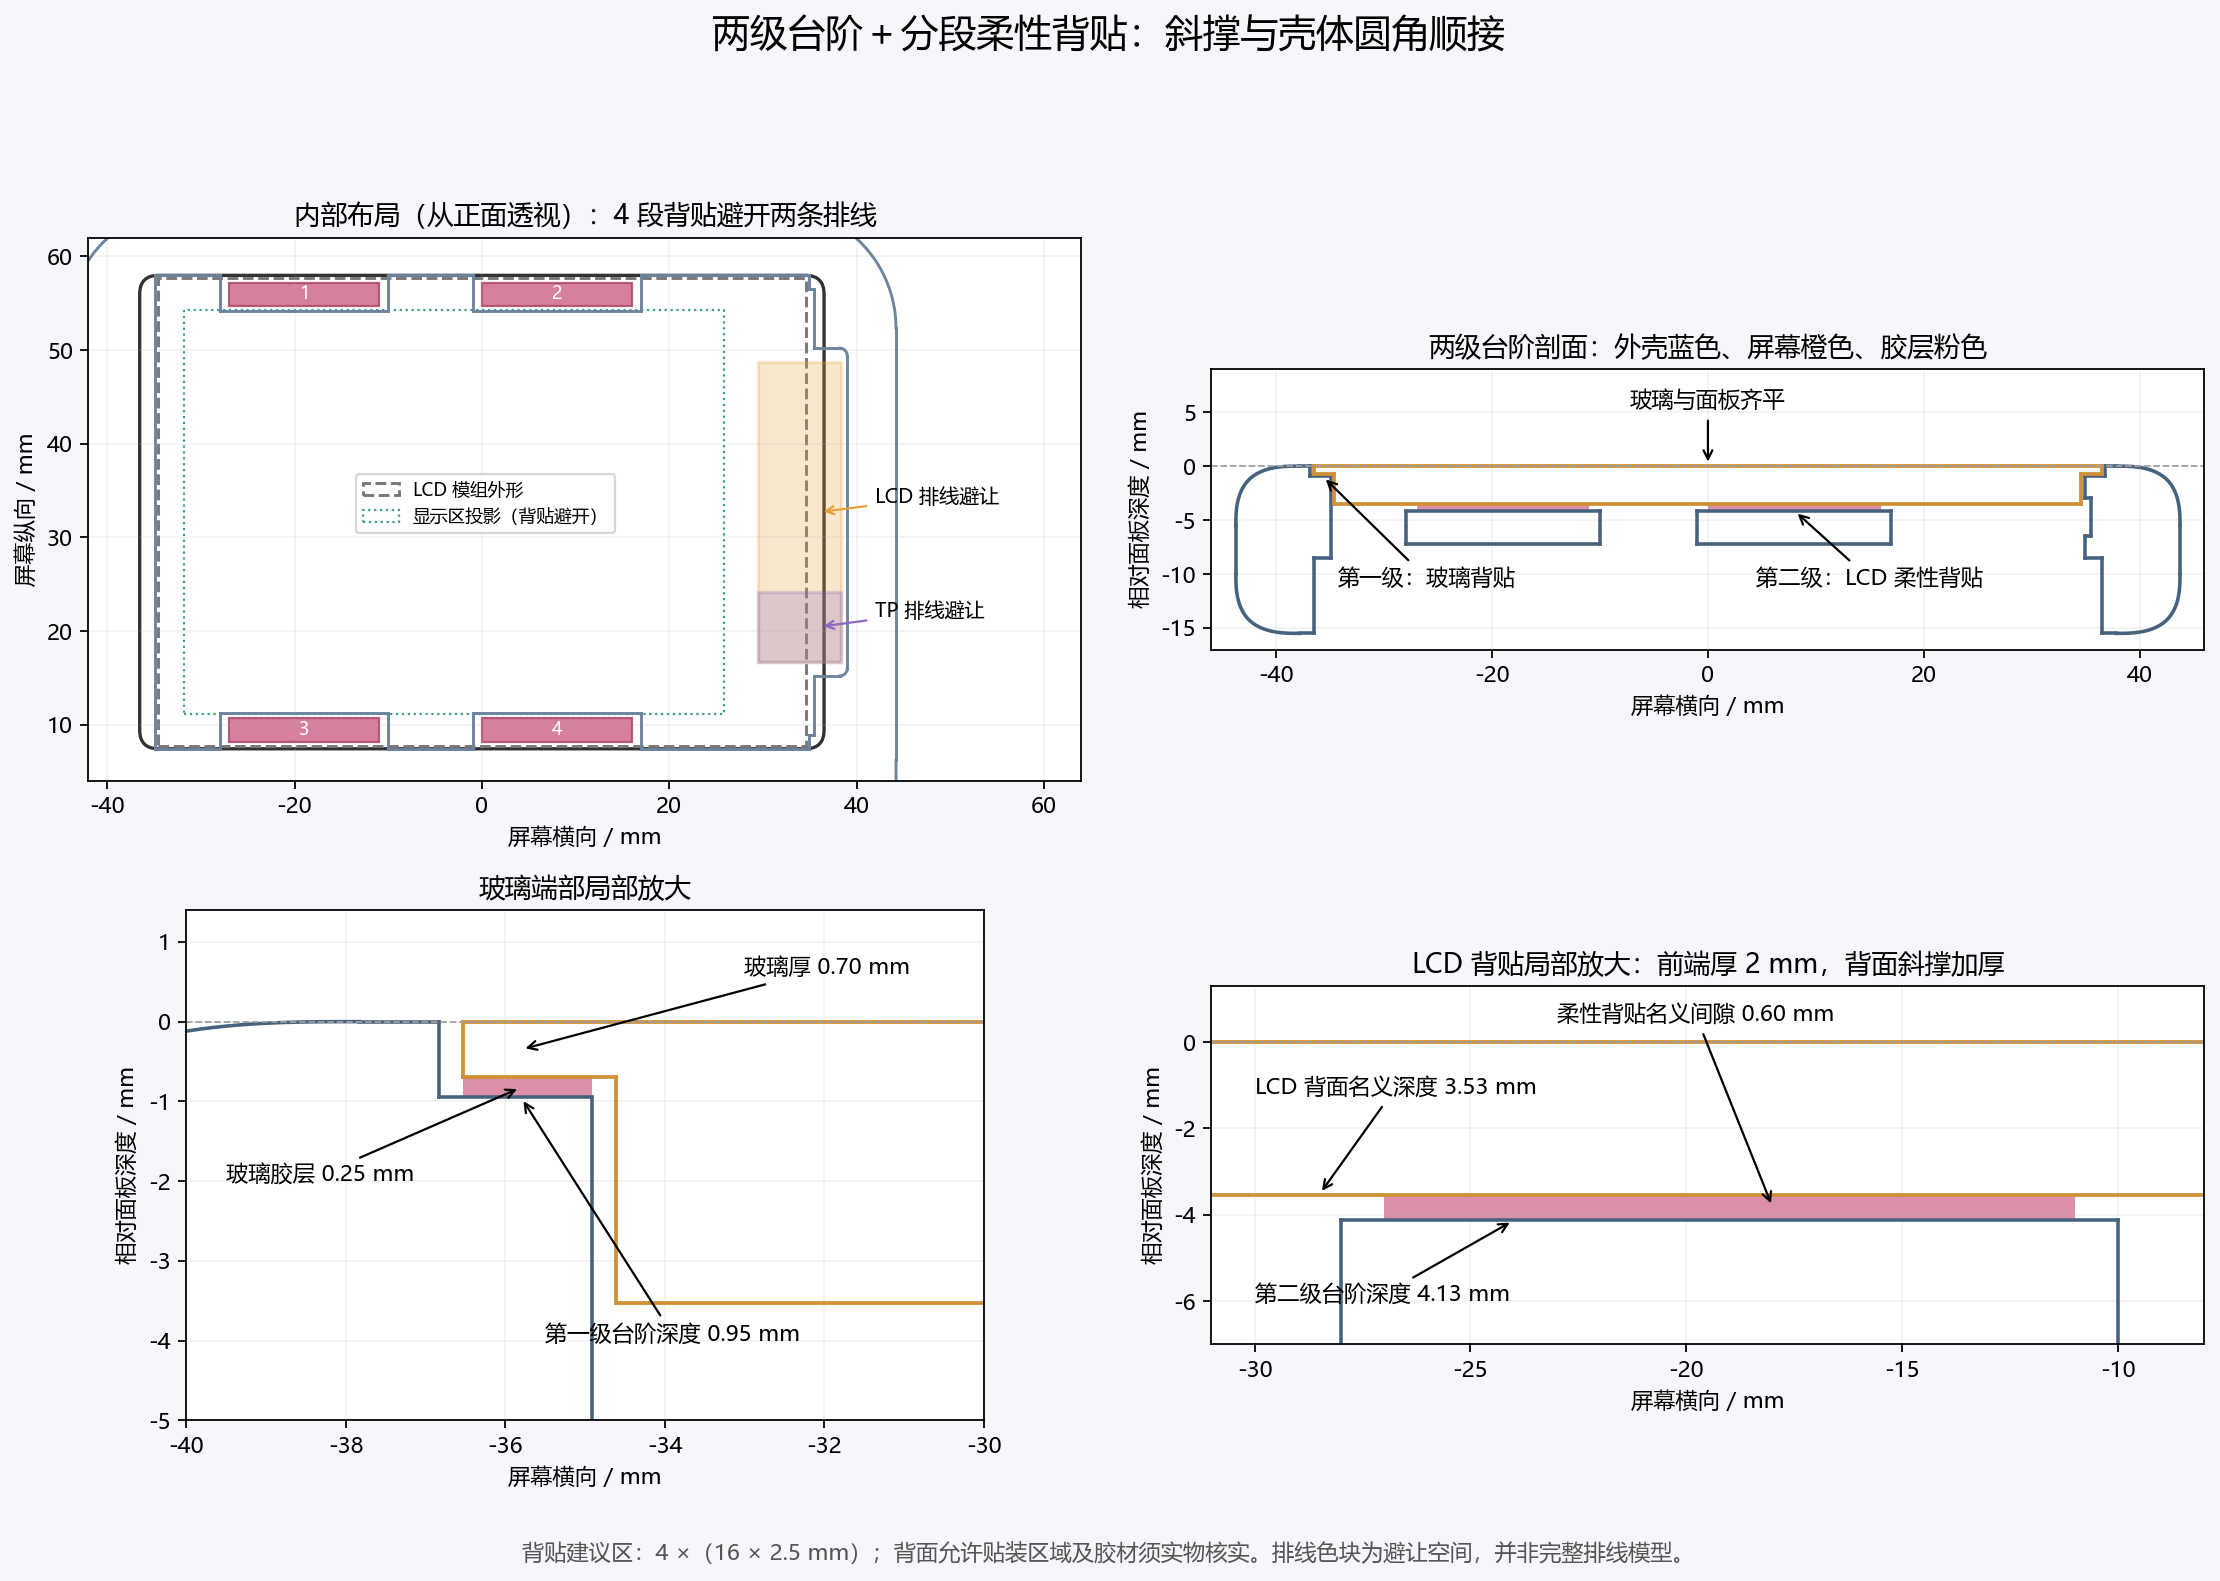 两级台阶 + 分段柔性背贴：斜撑与壳体圆角顺接
内部布局（从正面透视）：4 段背贴避开两条排线
60
50
40
30
20
10
屏幕纵向 / mm
1
2
3
4
LCD 模组外形
显示区投影（背贴避开）
LCD 排线避让
TP 排线避让
-40
-20
0
20
40
60
屏幕横向 / mm
两级台阶剖面：外壳蓝色、屏幕橙色、胶层粉色
5
0
-5
-10
-15
相对面板深度 / mm
玻璃与面板齐平
第一级：玻璃背贴
第二级：LCD 柔性背贴
-40
-20
0
20
40
屏幕横向 / mm
玻璃端部局部放大
1
0
-1
-2
-3
-4
-5
相对面板深度 / mm
玻璃厚 0.70 mm
玻璃胶层 0.25 mm
第一级台阶深度 0.95 mm
-40
-38
-36
-34
-32
-30
屏幕横向 / mm
LCD 背贴局部放大：前端厚 2 mm，背面斜撑加厚
0
-2
-4
-6
相对面板深度 / mm
柔性背贴名义间隙 0.60 mm
LCD 背面名义深度 3.53 mm
第二级台阶深度 4.13 mm
-30
-25
-20
-15
-10
屏幕横向 / mm
背贴建议区：4 ×（16 × 2.5 mm）；背面允许贴装区域及胶材须实物核实。排线色块为避让空间，并非完整排线模型。